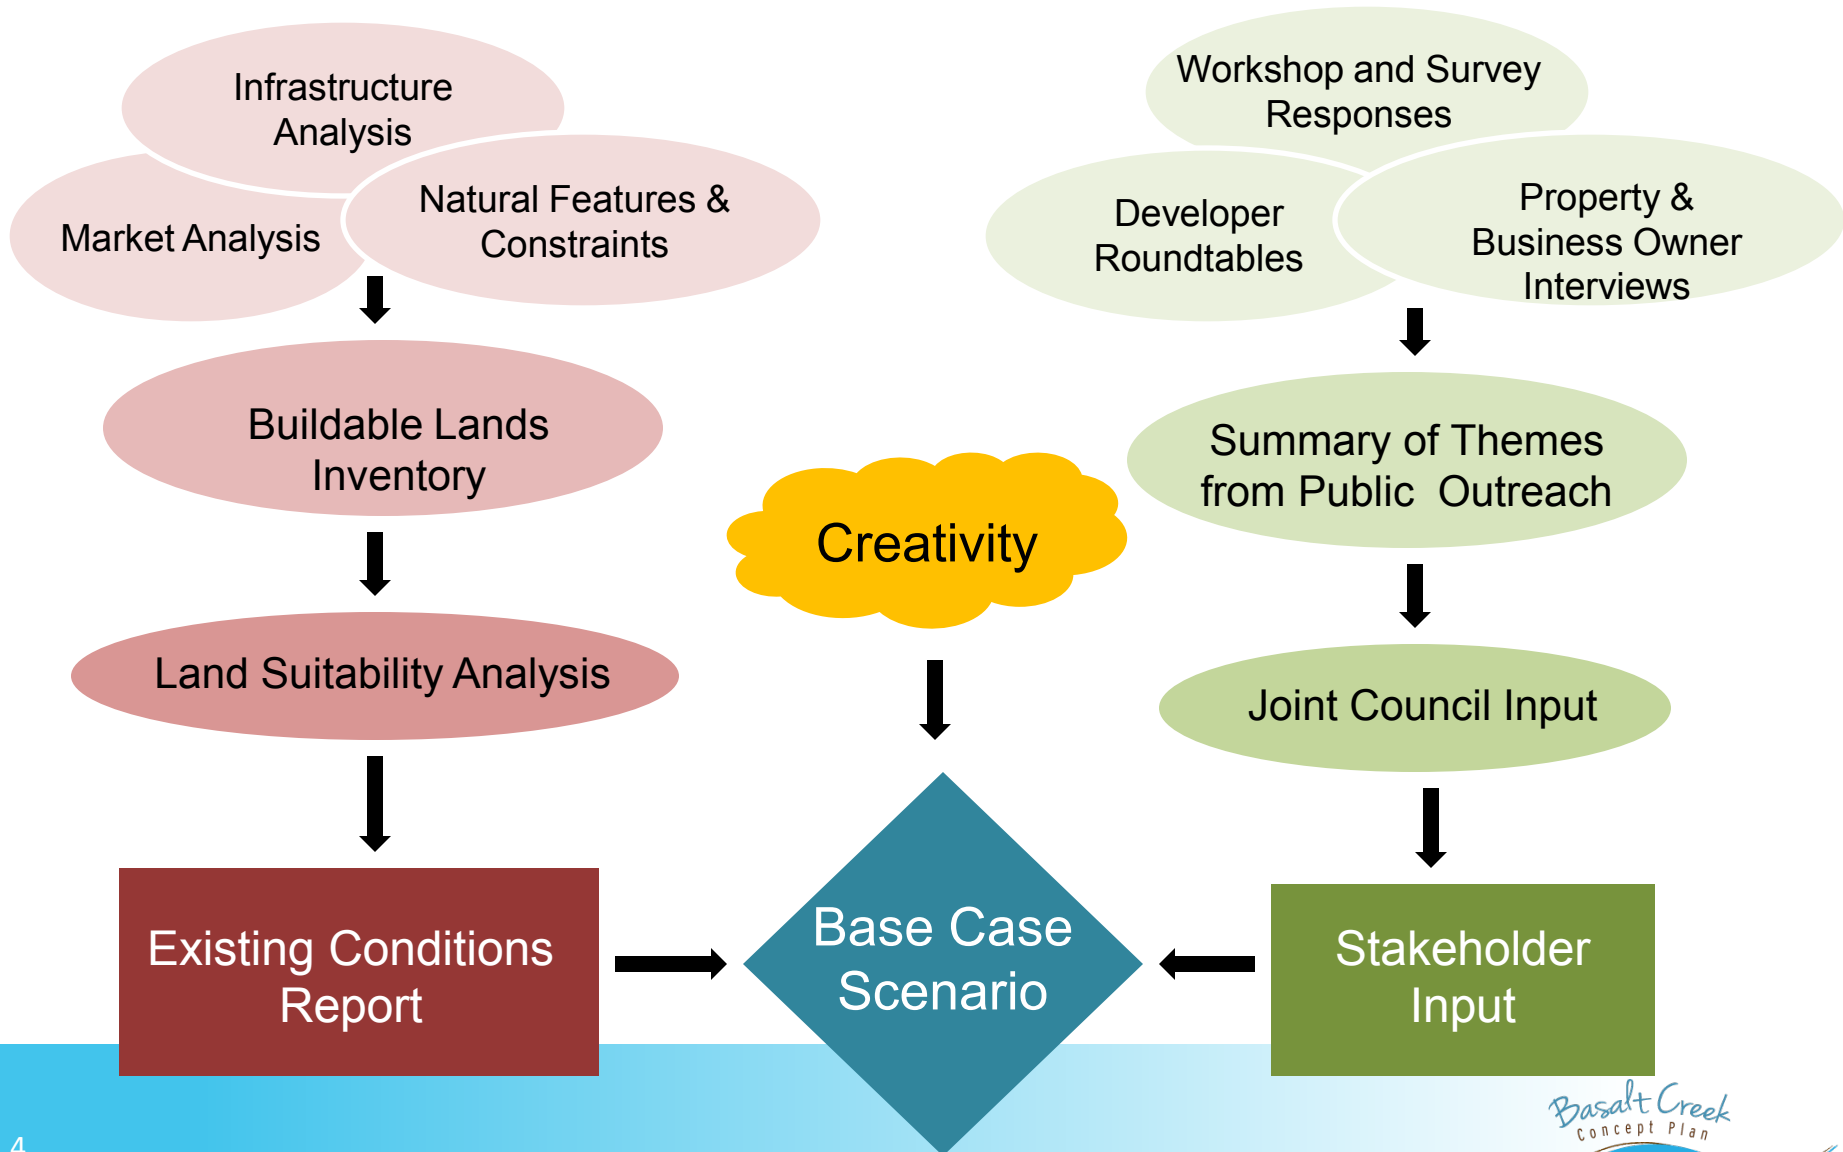 Infrastructure
Analysis
Market Analysis
Natural Features &
Constraints
Buildable Lands
Inventory
Land Suitability Analysis
Existing Conditions
Report
Creativity
Base Case
Scenario
Workshop and Survey
Responses
Developer
Roundtables
Property &
Business Owner
Interviews
Summary of Themes
from Public  Outreach
Joint Council Input
Stakeholder
Input
Basalt Creek
Concept Plan
4